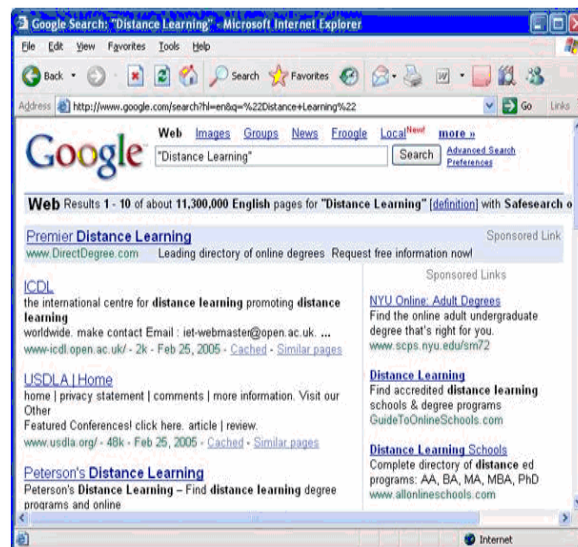 Google Search: "Distance Learning" - Microsoft Internet Explorer
File Edit View Favorites Tools Help
Back Search Favorites
Address http://www.google.com/search?hl=en&q=%22Distance+Learning%22 Go Links
Web Images Groups News Froogle Local New! more »
Google
"Distance Learning" Search Advanced Search
Preferences
Web Results 1 - 10 of about 11,300,000 English pages for "Distance Learning" [definition] with Safesearch o
Premier Distance Learning Sponsored Link
www.DirectDegree.com Leading directory of online degrees Request free information now!
ICDL
the international centre for distance learning promoting distance
learning
worldwide. make contact Email : iet-webmaster@open.ac.uk. ...
www-icdl.open.ac.uk/ - 2k - Feb 25, 2005 - Cached - Similar pages
USDLA | Home
home | privacy statement | comments | more information. Visit our
Other
Featured Conferences! click here. article | review.
www.usdla.org/ - 48k - Feb 25, 2005 - Cached - Similar pages
Peterson's Distance Learning
Peterson's Distance Learning – Find distance learning degree
programs and online
Sponsored Links
NYU Online: Adult Degrees
Find the online adult undergraduate
degree that's right for you.
www.scps.nyu.edu/sm72
Distance Learning
Find accredited distance learning
schools & degree programs
GuideToOnlineSchools.com
Distance Learning Schools
Complete directory of distance ed
programs: AA, BA, MA, MBA, PhD
www.allonlineschools.com
Internet